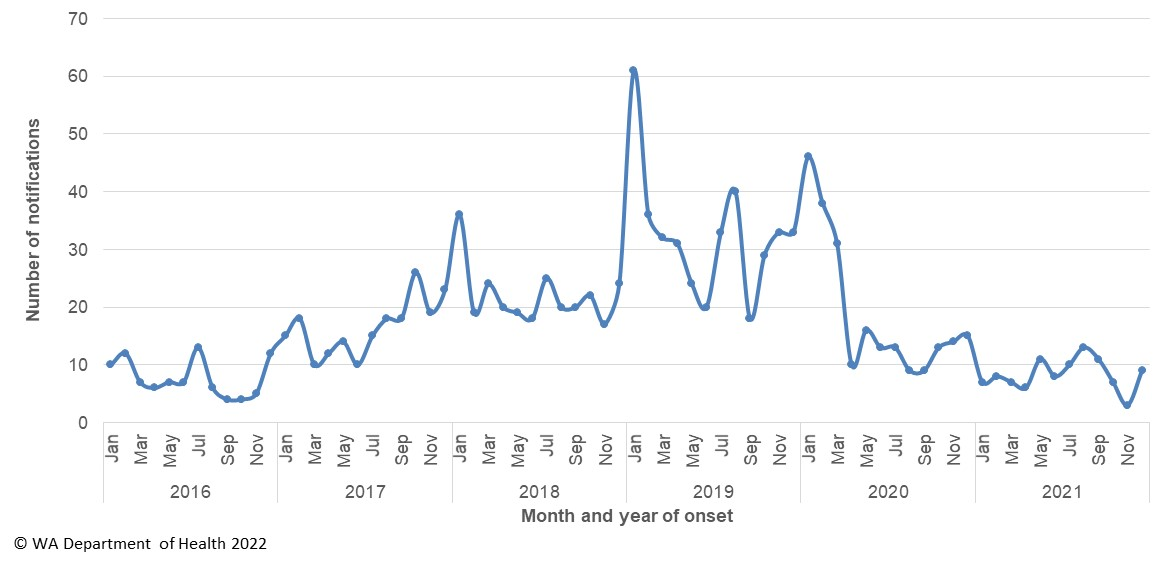 70
60
50
40
30
20
10
0
Number of notifications
Jan Mar May Jul Sep Nov Jan Mar May Jul Sep Nov Jan Mar May Jul Sep Nov Jan Mar May Jul Sep Nov Jan Mar May Jul Sep Nov Jan Mar May Jul Sep Nov
2016 2017 2018 2019 2020 2021
Month and year of onset
© WA Department of Health 2022